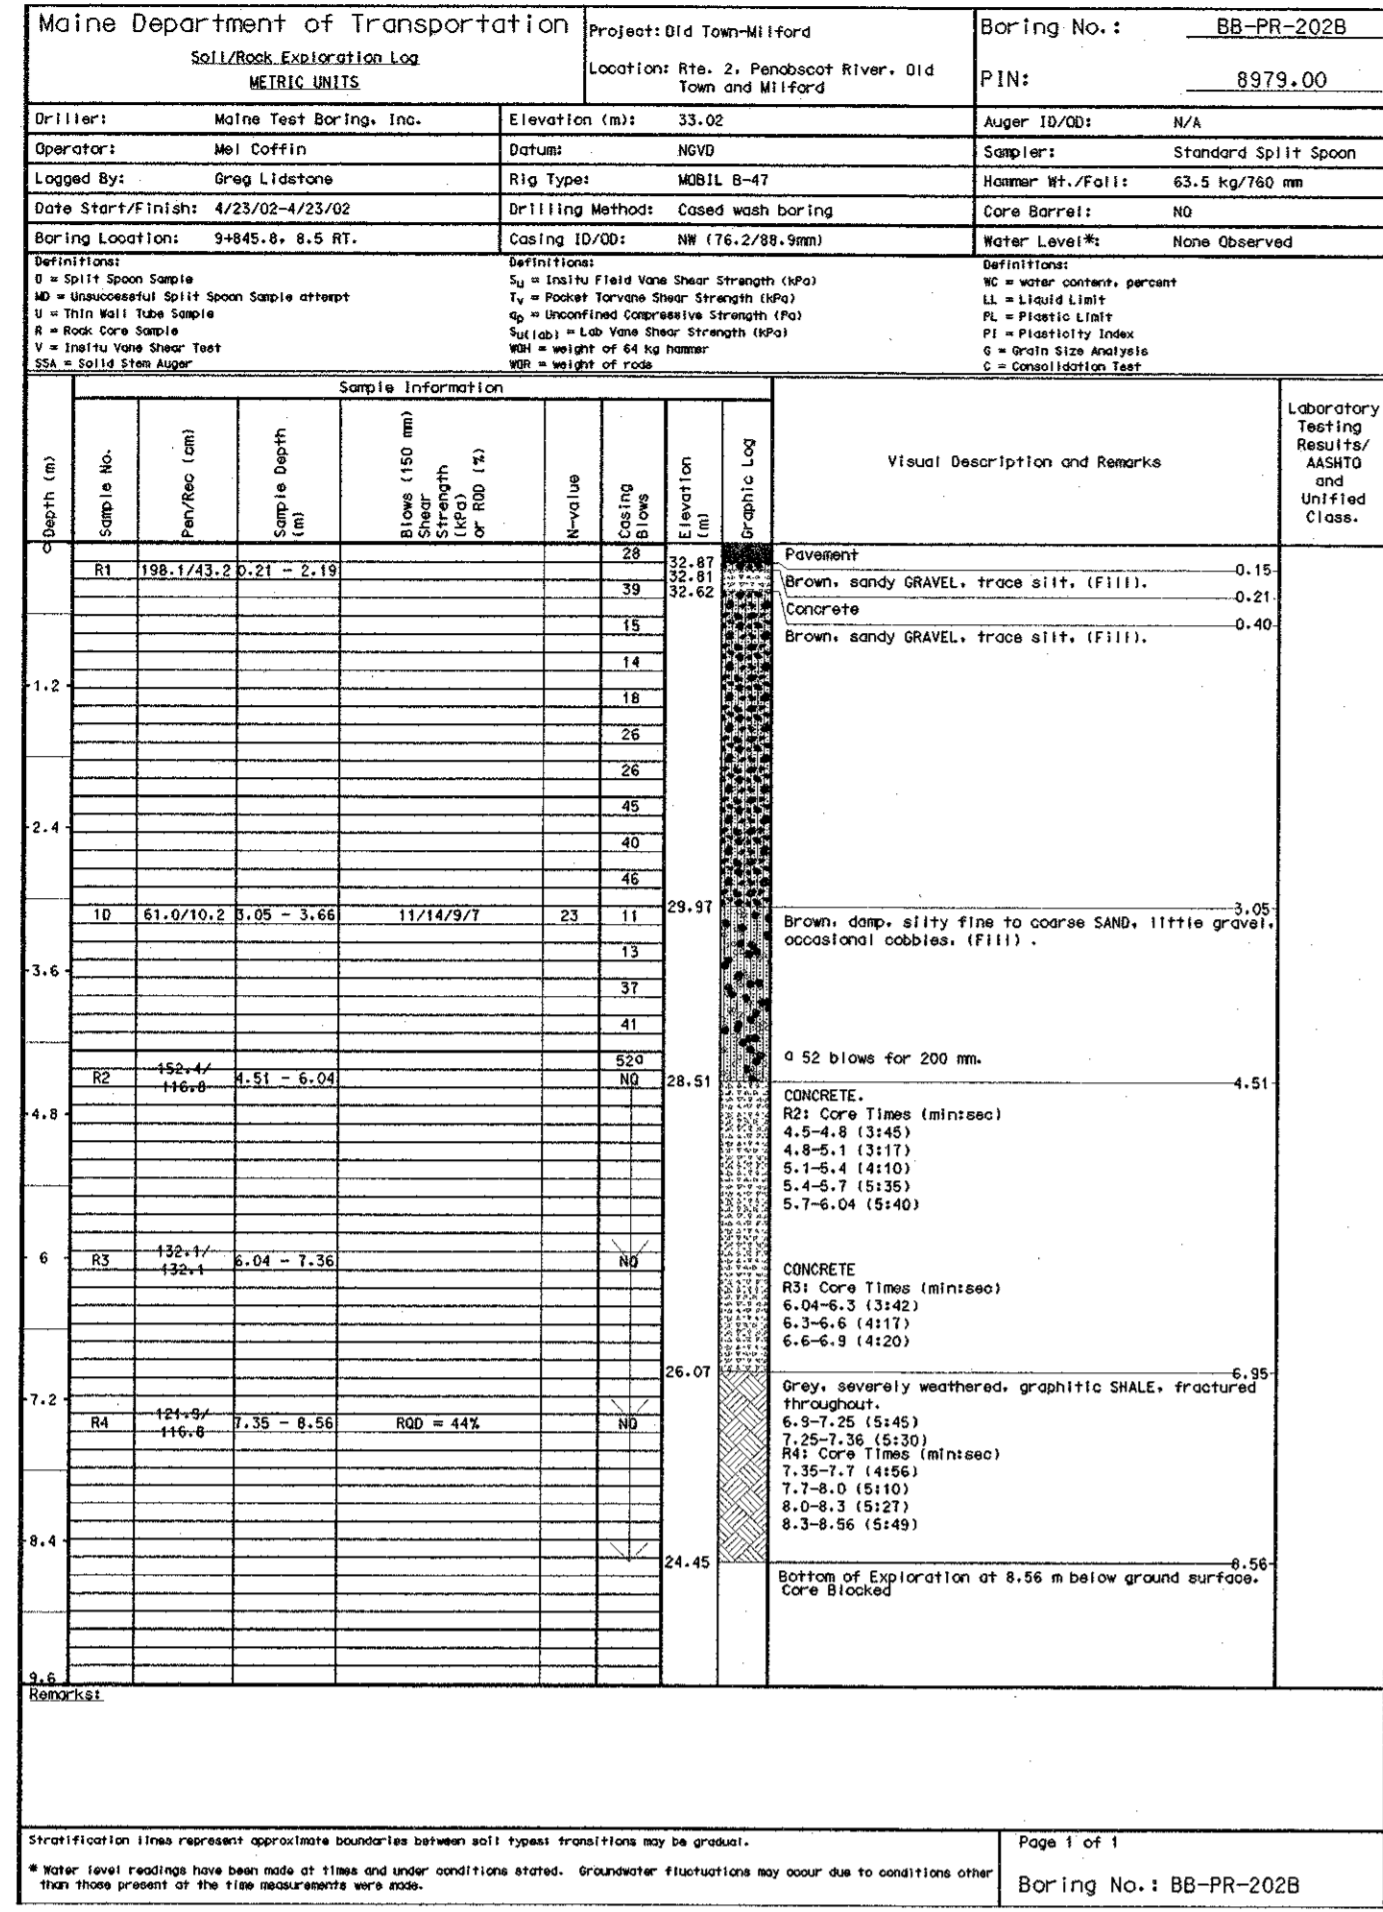 Maine Department of Transportation
Soil/Rock Exploration Log
METRIC UNITS
Project: Old Town-Milford
Location: Rte. 2, Penobscot River, Old
Town and Milford
Boring No.: BB-PR-202B
PIN: 8979.00
Driller: Maine Test Boring, Inc.
Elevation (m): 33.02
Auger ID/OD: N/A
Operator: Mel Coffin
Datum: NGVD
Sampler: Standard Split Spoon
Logged By: Greg Lidstone
Rig Type: MOBIL B-47
Hammer Wt./Fall: 63.5 kg/760 mm
Date Start/Finish: 4/23/02-4/23/02
Drilling Method: Cased wash boring
Core Barrel: NQ
Boring Location: 9+845.8, 8.5 RT.
Casing ID/OD: NW (76.2/88.9mm)
Water Level*: None Observed
Definitions:
D = Split Spoon Sample
MD = Unsuccessful Split Spoon Sample attempt
U = Thin Wall Tube Sample
R = Rock Core Sample
V = Insitu Vane Shear Test
SSA = Solid Stem Auger
Definitions:
Su = Insitu Field Vane Shear Strength (kPa)
Tv = Pocket Torvane Shear Strength (kPa)
qp = Unconfined Compressive Strength (Pa)
Su(lab) = Lab Vane Shear Strength (kPa)
WOH = weight of 64 kg hammer
WOR = weight of rods
Definitions:
WC = water content, percent
LL = Liquid Limit
PL = Plastic Limit
PI = Plasticity Index
G = Grain Size Analysis
C = Consolidation Test
Sample Information
Depth (m)
Sample No.
Pen/Rec (cm)
Sample Depth
(m)
Blows (150 mm)
Shear
Strength
(kPa)
or RQD (%)
N-value
Casing
Blows
Elevation
(m)
Graphic Log
Visual Description and Remarks
Laboratory
Testing
Results/
AASHTO
and
Unified
Class.
0
28
Pavement
32.87
0.15
R1 198.1/43.2 0.21 - 2.19
32.81
Brown, sandy GRAVEL, trace silt, (Fill).
39
32.62
0.21
Concrete
0.40
15
Brown, sandy GRAVEL, trace silt, (Fill).
14
1.2
18
26
26
45
2.4
40
46
29.97
3.05
1D 61.0/10.2 3.05 - 3.66 11/14/9/7 23 11
Brown, damp, silty fine to coarse SAND, little gravel,
occasional cobbles, (Fill) .
13
3.6
37
41
52a
a 52 blows for 200 mm.
R2 152.4/
116.8 4.51 - 6.04 NQ
28.51
4.51
CONCRETE.
R2: Core Times (min:sec)
4.8
4.5-4.8 (3:45)
4.8-5.1 (3:17)
5.1-5.4 (4:10)
5.4-5.7 (5:35)
5.7-6.04 (5:40)
6
R3 132.1/
132.1 6.04 - 7.36 NQ
CONCRETE
R3: Core Times (min:sec)
6.04-6.3 (3:42)
6.3-6.6 (4:17)
6.6-6.9 (4:20)
26.07
6.95
Grey, severely weathered, graphitic SHALE, fractured
throughout.
7.2
6.9-7.25 (5:45)
7.25-7.36 (5:30)
R4 121.9/
116.8 7.35 - 8.56 RQD = 44% NQ
R4: Core Times (min:sec)
7.35-7.7 (4:56)
7.7-8.0 (5:10)
8.0-8.3 (5:27)
8.3-8.56 (5:49)
8.4
24.45
8.56
Bottom of Exploration at 8.56 m below ground surface.
Core Blocked
9.6
Remarks:
Stratification lines represent approximate boundaries between soil types; transitions may be gradual.
* Water level readings have been made at times and under conditions stated. Groundwater fluctuations may occur due to conditions other
than those present at the time measurements were made.
Page 1 of 1
Boring No.: BB-PR-202B